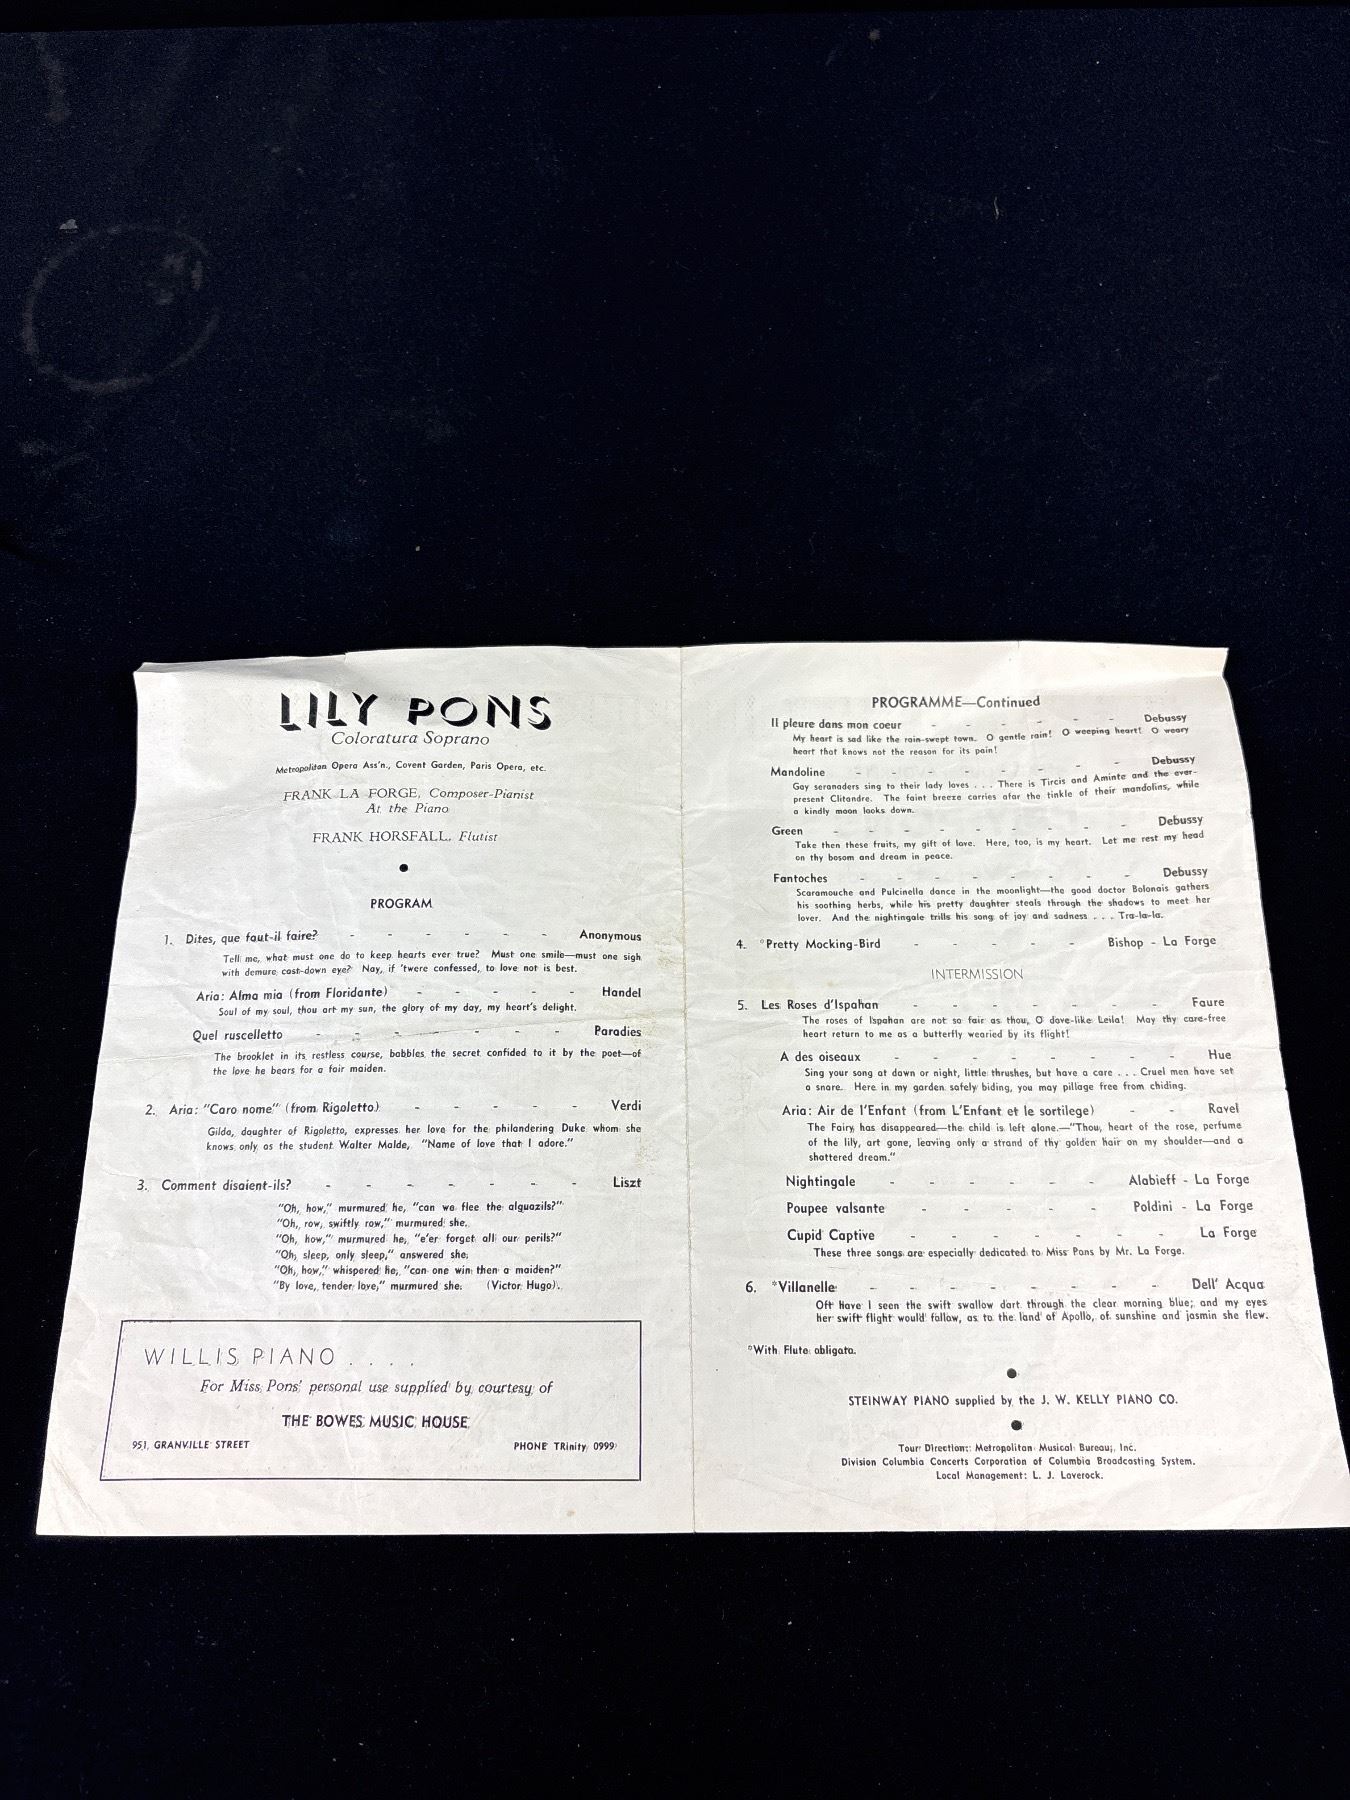 LILY PONS
Coloratura Soprano
Metropolitan Opera Ass'n., Covent Garden, Paris Opera, etc.
FRANK LA FORGE, Composer-Pianist
At the Piano
FRANK HORSFALL, Flutist
PROGRAM
1. Dites, que faut-il faire? - - - - - - Anonymous
Tell me, what must one do to keep hearts ever true? Must one smile—must one sigh
with demure cast-down eye? Nay, if 'twere confessed, to love not is best.
Aria: Alma mia (from Floridante) - - - - - Handel
Soul of my soul, thou art my sun, the glory of my day, my heart's delight.
Quel ruscelletto - - - - - - - Paradies
The brooklet in its restless course, babbles the secret confided to it by the poet—of
the love he bears for a fair maiden.
2. Aria: "Caro nome" (from Rigoletto) - - - - - Verdi
Gilda, daughter of Rigoletto, expresses her love for the philandering Duke whom she
knows only as the student Walter Malde, "Name of love that I adore."
3. Comment disaient-ils? - - - - - - - Liszt
"Oh, how," murmured he, "can we flee the alguazils?"
"Oh, row, swiftly row," murmured she.
"Oh, how," murmured he, "e'er forget all our perils?"
"Oh, sleep, only sleep," answered she.
"Oh, how," whispered he, "can one win then a maiden?"
"By love, tender love," murmured she. (Victor Hugo).
WILLIS PIANO . . . .
For Miss Pons' personal use supplied by courtesy of
THE BOWES MUSIC HOUSE
951 GRANVILLE STREET PHONE TRinity 0999
PROGRAMME—Continued
Il pleure dans mon coeur - - - - - - Debussy
My heart is sad like the rain-swept town. O gentle rain! O weeping heart! O weary
heart that knows not the reason for its pain!
Mandoline - - - - - - - - Debussy
Gay seranaders sing to their lady loves . . . There is Tircis and Aminte and the ever-
present Clitandre. The faint breeze carries afar the tinkle of their mandolins, while
a kindly moon looks down.
Green - - - - - - - - - Debussy
Take then these fruits, my gift of love. Here, too, is my heart. Let me rest my head
on thy bosom and dream in peace.
Fantoches - - - - - - - - Debussy
Scaramouche and Pulcinella dance in the moonlight—the good doctor Bolonais gathers
his soothing herbs, while his pretty daughter steals through the shadows to meet her
lover. And the nightingale trills his song of joy and sadness . . . Tra-la-la.
4. *Pretty Mocking-Bird - - - - - Bishop - La Forge
INTERMISSION
5. Les Roses d'Ispahan - - - - - - - Faure
The roses of Ispahan are not so fair as thou, O dove-like Leila! May thy care-free
heart return to me as a butterfly wearied by its flight!
A des oiseaux - - - - - - - - Hue
Sing your song at dawn or night, little thrushes, but have a care . . . Cruel men have set
a snare. Here in my garden safely biding, you may pillage free from chiding.
Aria: Air de l'Enfant (from L'Enfant et le sortilege) - - Ravel
The Fairy has disappeared—the child is left alone.—"Thou, heart of the rose, perfume
of the lily, art gone, leaving only a strand of thy golden hair on my shoulder—and a
shattered dream."
Nightingale - - - - - - Alabieff - La Forge
Poupee valsante - - - - - Poldini - La Forge
Cupid Captive - - - - - - - La Forge
These three songs are especially dedicated to Miss Pons by Mr. La Forge.
6. *Villanelle - - - - - - - - Dell' Acqua
Oft have I seen the swift swallow dart through the clear morning blue; and my eyes
her swift flight would follow, as to the land of Apollo, of sunshine and jasmin she flew.
*With Flute obligata.
STEINWAY PIANO supplied by the J. W. KELLY PIANO CO.
Tour Direction: Metropolitan Musical Bureau, Inc.
Division Columbia Concerts Corporation of Columbia Broadcasting System.
Local Management: L. J. Laverock.